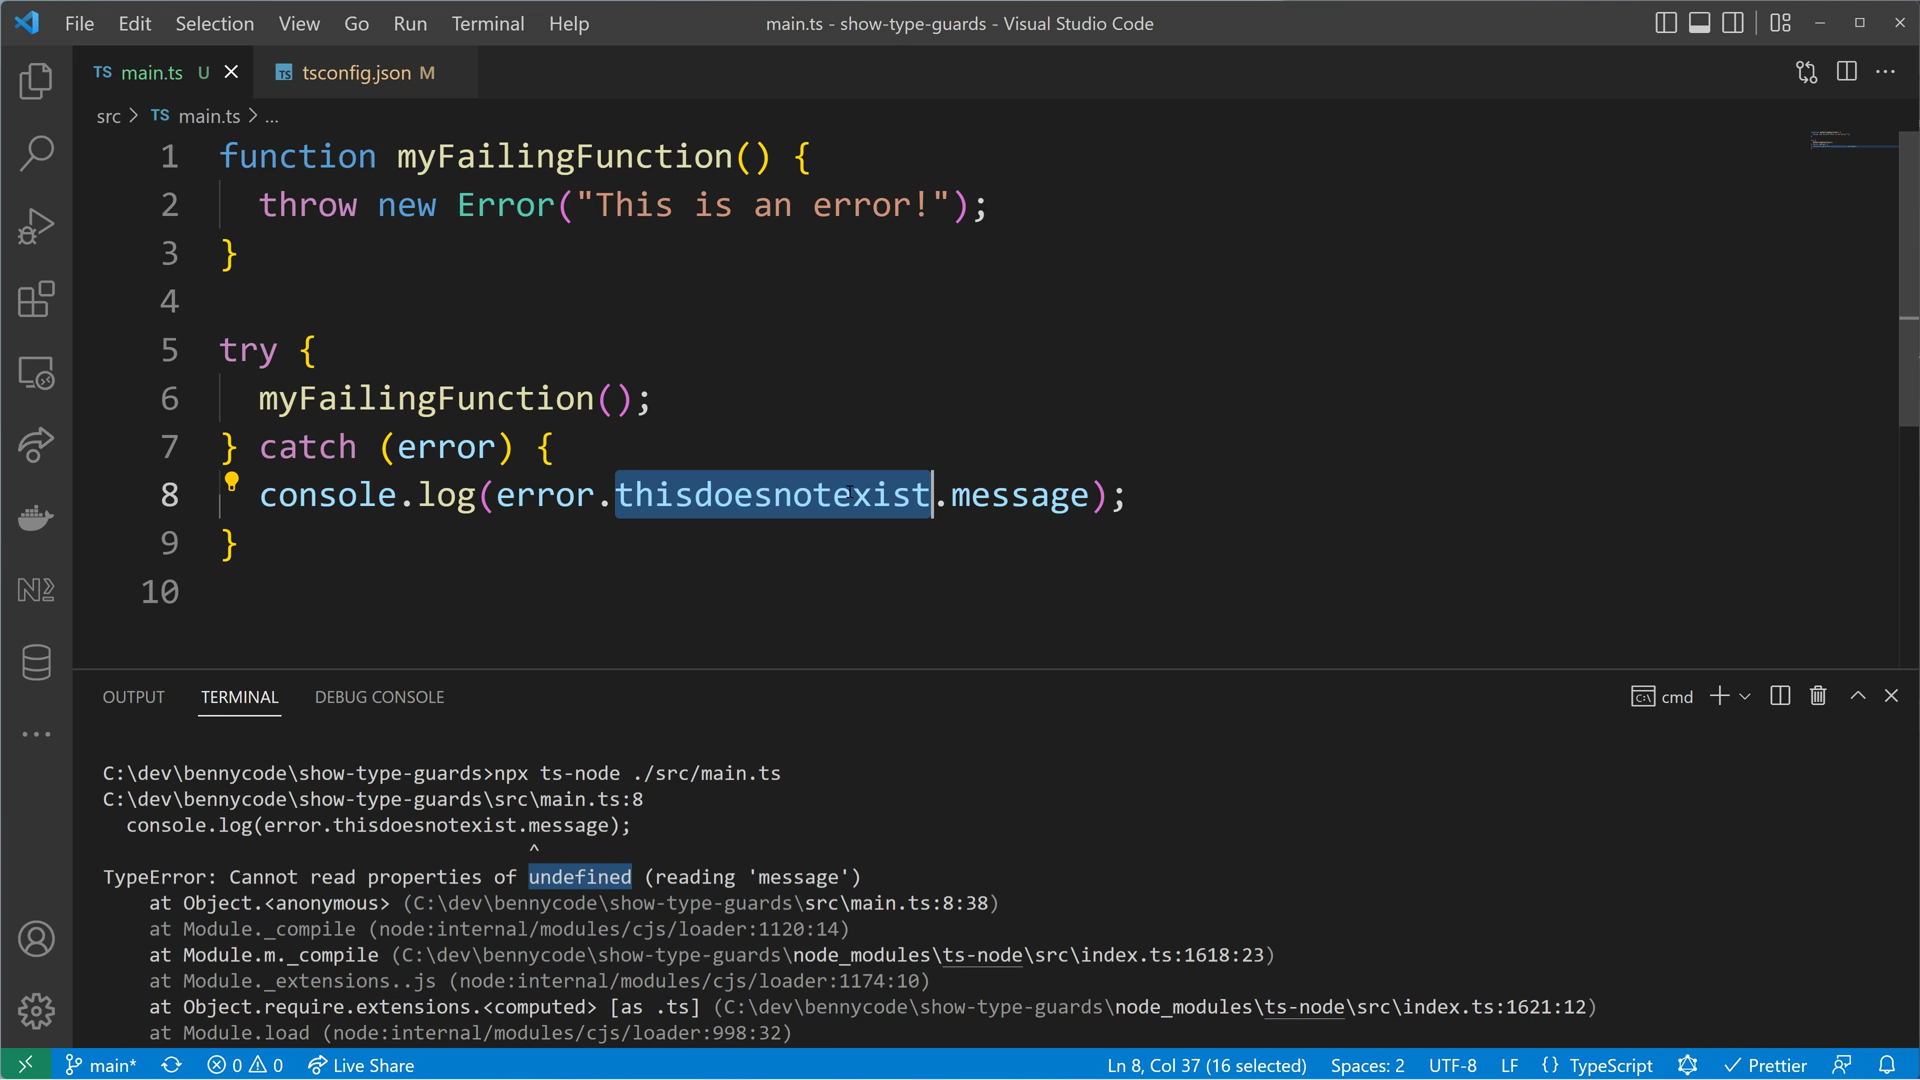 File Edit Selection View Go Run Terminal Help main.ts - show-type-guards - Visual Studio Code
TS main.ts U TS tsconfig.json M
src > TS main.ts > ...
1 function myFailingFunction() {
2 throw new Error("This is an error!");
3 }
4
5 try {
6 myFailingFunction();
7 } catch (error) {
8 console.log(error.thisdoesnotexist.message);
9 }
10
OUTPUT TERMINAL DEBUG CONSOLE cmd
C:\dev\bennycode\show-type-guards>npx ts-node ./src/main.ts
C:\dev\bennycode\show-type-guards\src\main.ts:8
console.log(error.thisdoesnotexist.message);
^
TypeError: Cannot read properties of undefined (reading 'message')
at Object.<anonymous> (C:\dev\bennycode\show-type-guards\src\main.ts:8:38)
at Module._compile (node:internal/modules/cjs/loader:1120:14)
at Module.m._compile (C:\dev\bennycode\show-type-guards\node_modules\ts-node\src\index.ts:1618:23)
at Module._extensions..js (node:internal/modules/cjs/loader:1174:10)
at Object.require.extensions.<computed> [as .ts] (C:\dev\bennycode\show-type-guards\node_modules\ts-node\src\index.ts:1621:12)
at Module.load (node:internal/modules/cjs/loader:998:32)
main* 0 0 Live Share Ln 8, Col 37 (16 selected) Spaces: 2 UTF-8 LF {} TypeScript Prettier